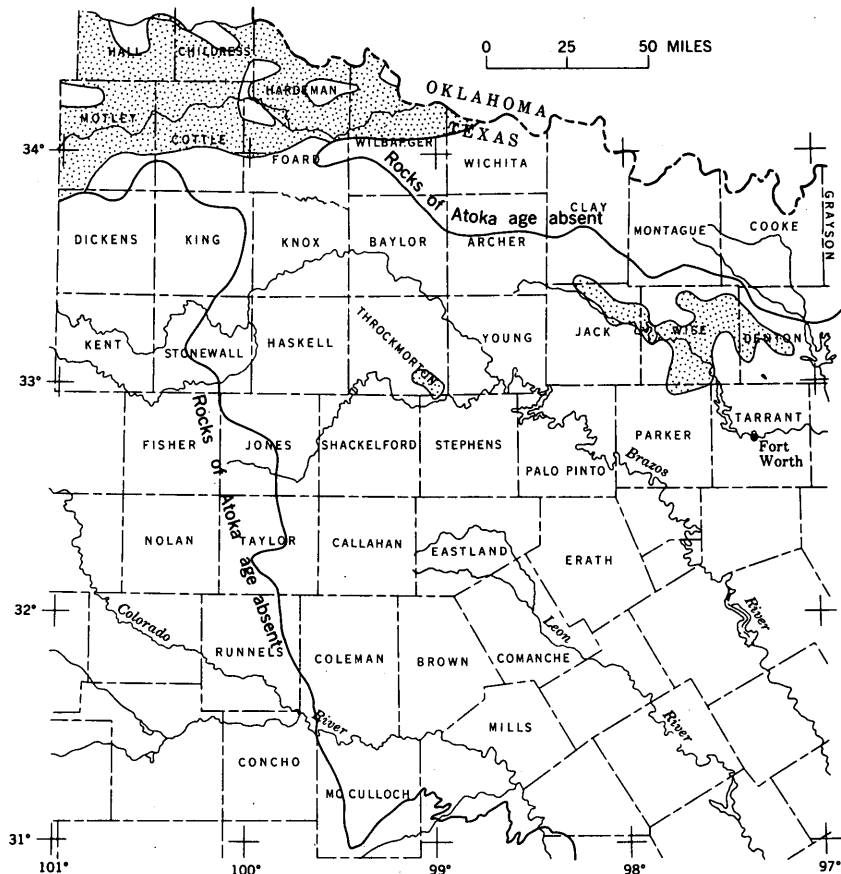 HALL
CHILDRESS
0 25 50 MILES
HARDEMAN
OKLAHOMA
TEXAS
MOTLEY
COTTLE
WILBARGER
34°
FOARD
WICHITA
Rocks of Atoka age absent
CLAY
GRAYSON
DICKENS
KING
KNOX
BAYLOR
ARCHER
MONTAGUE
COOKE
KENT
STONEWALL
HASKELL
THROCKMORTON
YOUNG
JACK
WISE
DENTON
33°
Rocks of Atoka age absent
FISHER
JONES
SHACKELFORD
STEPHENS
PALO PINTO
PARKER
TARRANT
Fort
Worth
Brazos
River
NOLAN
TAYLOR
CALLAHAN
EASTLAND
ERATH
32°
Colorado
River
RUNNELS
COLEMAN
BROWN
COMANCHE
Leon
River
MILLS
CONCHO
MC CULLOCH
31°
101° 100° 99° 98° 97°